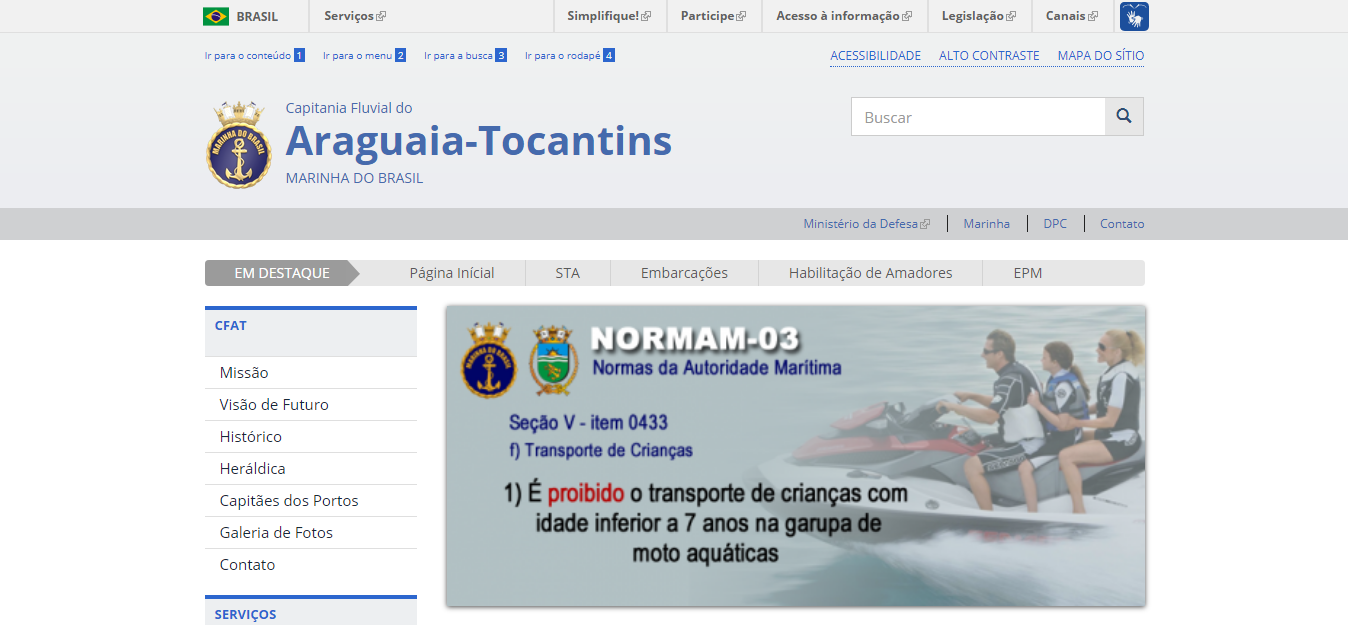 BRASIL Serviços Simplifique! Participe Acesso à informação Legislação Canais
Ir para o conteúdo 1 Ir para o menu 2 Ir para a busca 3 Ir para o rodapé 4 ACESSIBILIDADE ALTO CONTRASTE MAPA DO SÍTIO
Capitania Fluvial do
Araguaia-Tocantins
MARINHA DO BRASIL
MARINHA DO BRASIL
Buscar
Ministério da Defesa Marinha DPC Contato
EM DESTAQUE Página Inícial STA Embarcações Habilitação de Amadores EPM
CFAT
Missão
Visão de Futuro
Histórico
Heráldica
Capitães dos Portos
Galeria de Fotos
Contato
SERVIÇOS
MARINHA DO BRASIL
NORMAM-03
Normas da Autoridade Marítima
Seção V - item 0433
f) Transporte de Crianças
1) É proibido o transporte de crianças com
idade inferior a 7 anos na garupa de
moto aquáticas